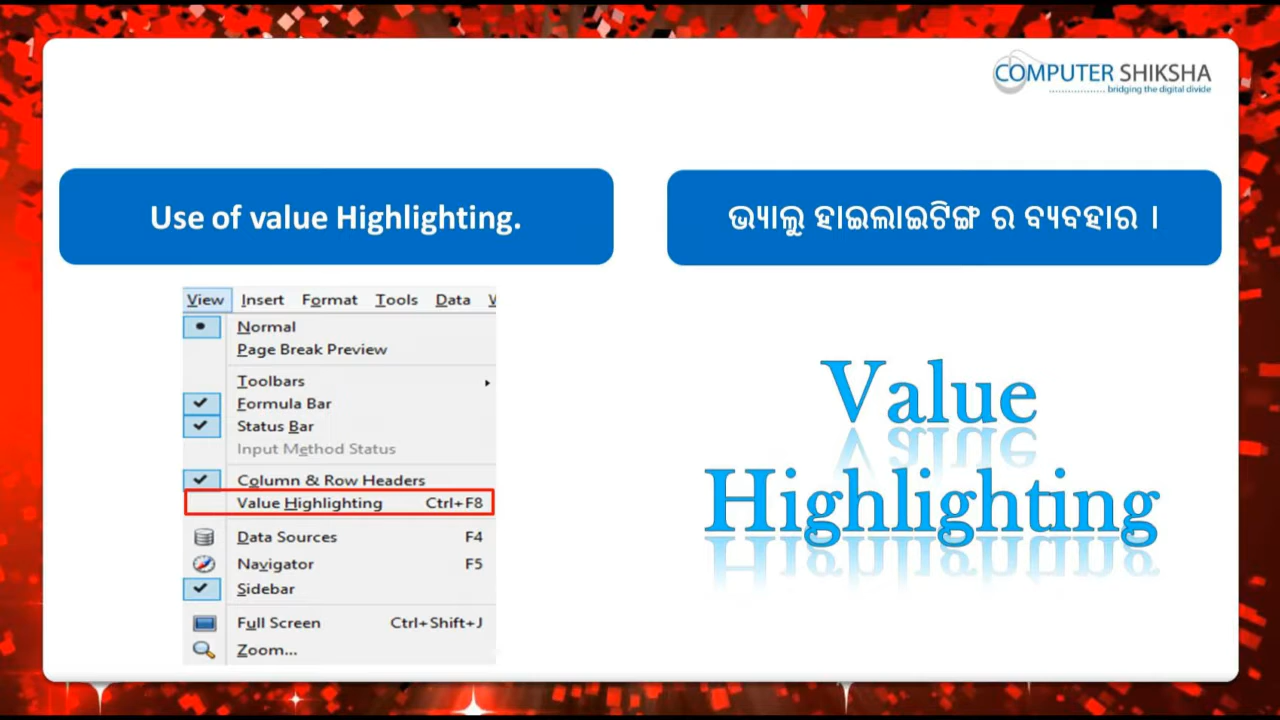 COMPUTER SHIKSHA
bridging the digital divide
Use of value Highlighting.
ଭ୍ୟାଲୁ ହାଇଲାଇଟିଙ୍ଗ ର ବ୍ୟବହାର ।
View Insert Format Tools Data
Normal
Page Break Preview
Toolbars
Formula Bar
Status Bar
Input Method Status
Column & Row Headers
Value Highlighting Ctrl+F8
Data Sources F4
Navigator F5
Sidebar
Full Screen Ctrl+Shift+J
Zoom...
Value
Highlighting